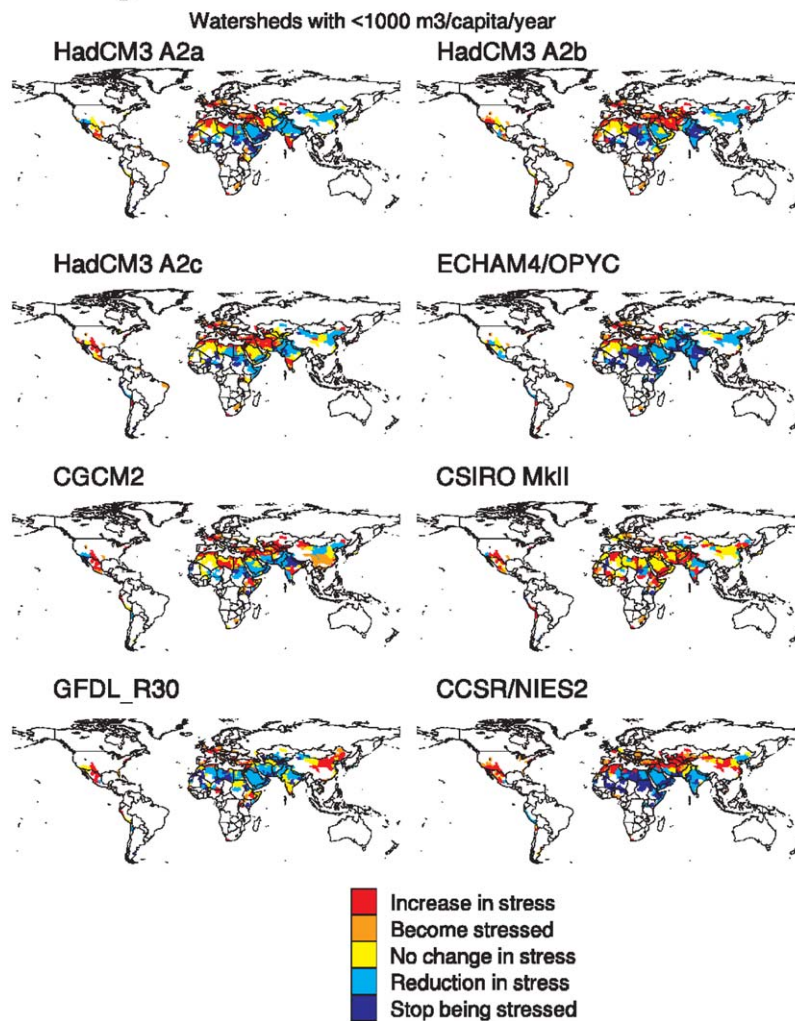 Watersheds with <1000 m3/capita/year
HadCM3 A2a
HadCM3 A2b
HadCM3 A2c
ECHAM4/OPYC
CGCM2
CSIRO MkII
GFDL_R30
CCSR/NIES2
Increase in stress
Become stressed
No change in stress
Reduction in stress
Stop being stressed